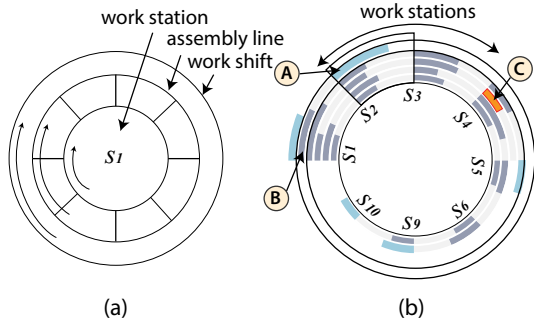 work station
assembly line
work shift
S1
(a)
work stations
A
B
C
S1
S2
S3
S4
S5
S6
S9
S10
(b)